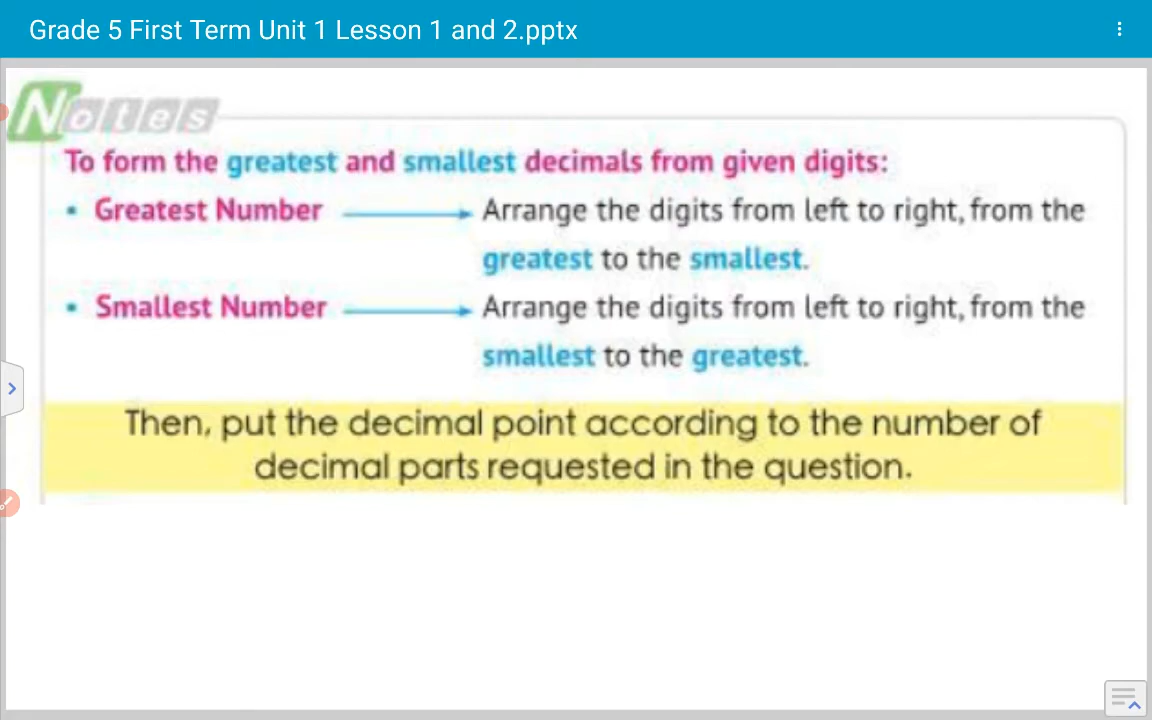 Grade 5 First Term Unit 1 Lesson 1 and 2.pptx
Notes
To form the greatest and smallest decimals from given digits:
• Greatest Number → Arrange the digits from left to right, from the
greatest to the smallest.
• Smallest Number → Arrange the digits from left to right, from the
smallest to the greatest.
Then, put the decimal point according to the number of
decimal parts requested in the question.